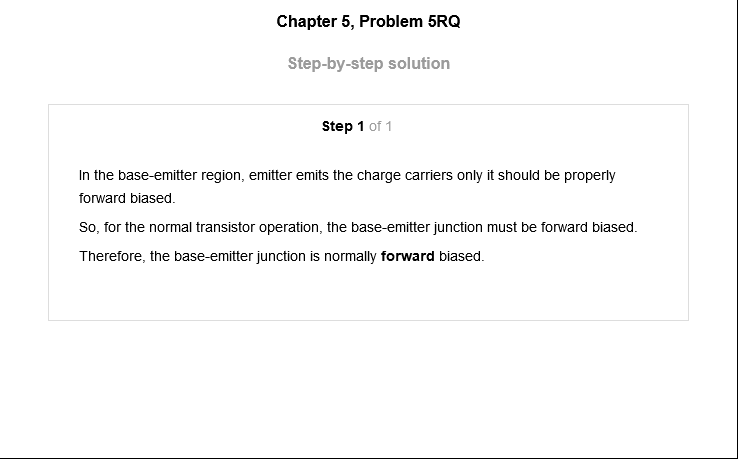 Chapter 5, Problem 5RQ
Step-by-step solution
Step 1 of 1
In the base-emitter region, emitter emits the charge carriers only it should be properly
forward biased.
So, for the normal transistor operation, the base-emitter junction must be forward biased.
Therefore, the base-emitter junction is normally forward biased.